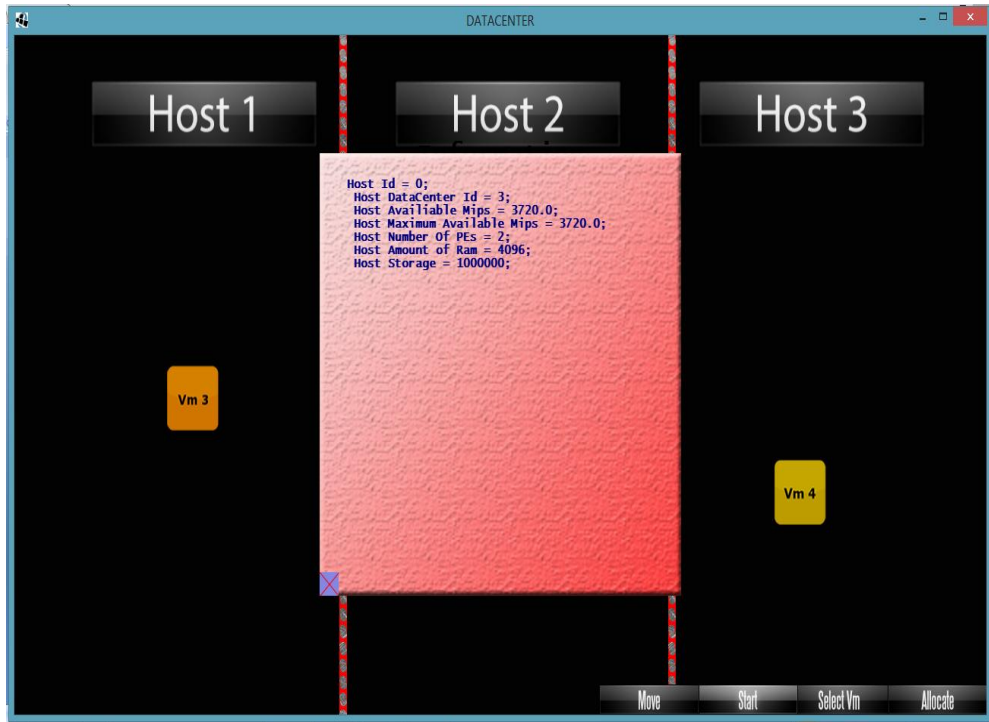 DATACENTER
Host 1
Host 2
Host 3
Host Id = 0;
Host DataCenter Id = 3;
Host Availiable Mips = 3720.0;
Host Maximum Available Mips = 3720.0;
Host Number Of PEs = 2;
Host Amount of Ram = 4096;
Host Storage = 1000000;
Vm 3
Vm 4
Move
Start
Select Vm
Allocate